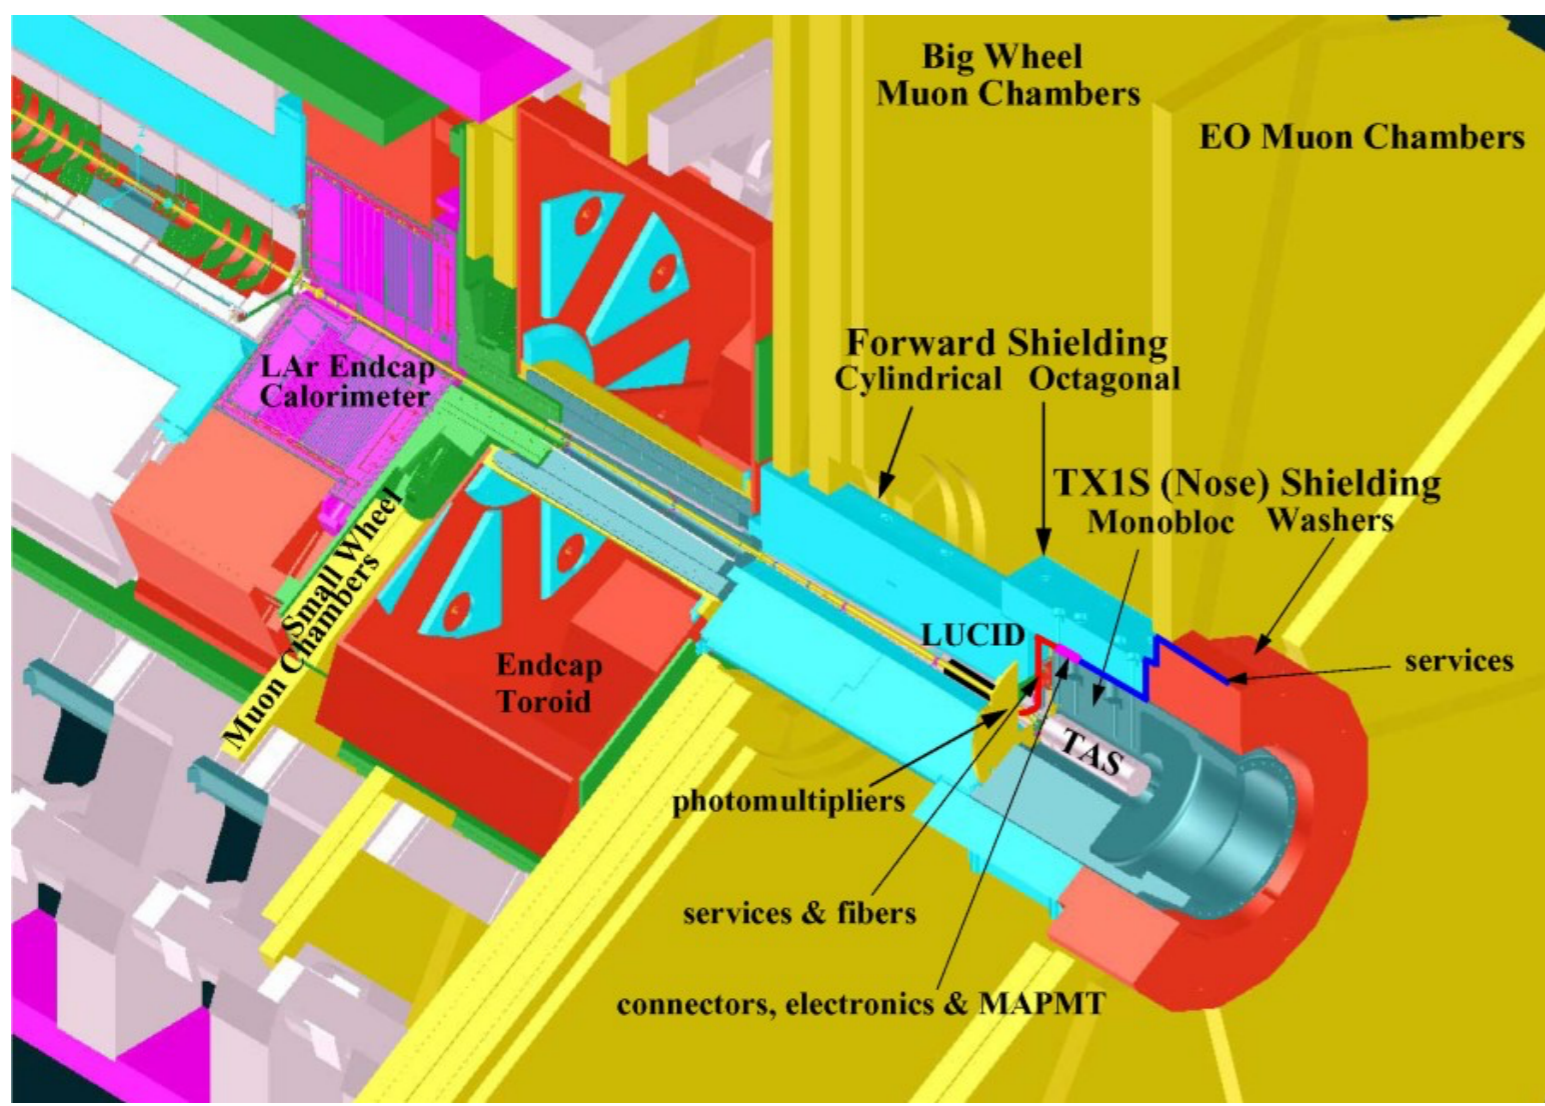 Big Wheel
Muon Chambers
EO Muon Chambers
Forward Shielding
Cylindrical Octagonal
LAr Endcap
Calorimeter
TX1S (Nose) Shielding
Monobloc Washers
Small Wheel
Muon Chambers
LUCID
services
Endcap
Toroid
TAS
photomultipliers
services & fibers
connectors, electronics & MAPMT